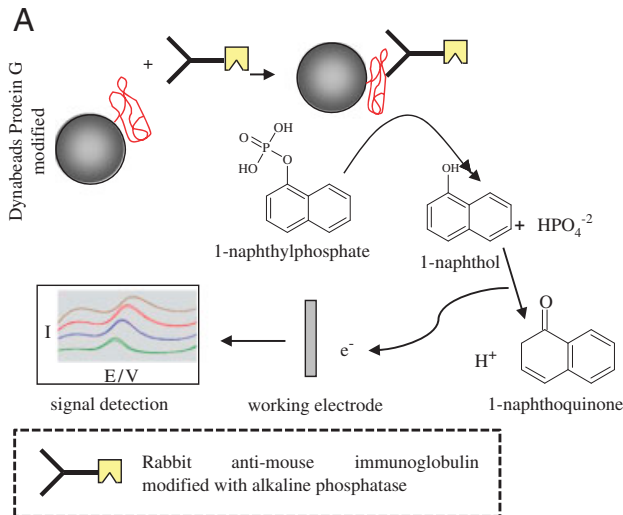 A
Dynabeads Protein G
modified
+
OH
O
P
HO
O
1-naphthylphosphate
OH
+ HPO₄⁻²
1-naphthol
O
H⁺
1-naphthoquinone
e⁻
working electrode
I
E/V
signal detection
Rabbit anti-mouse immunoglobulin
modified with alkaline phosphatase